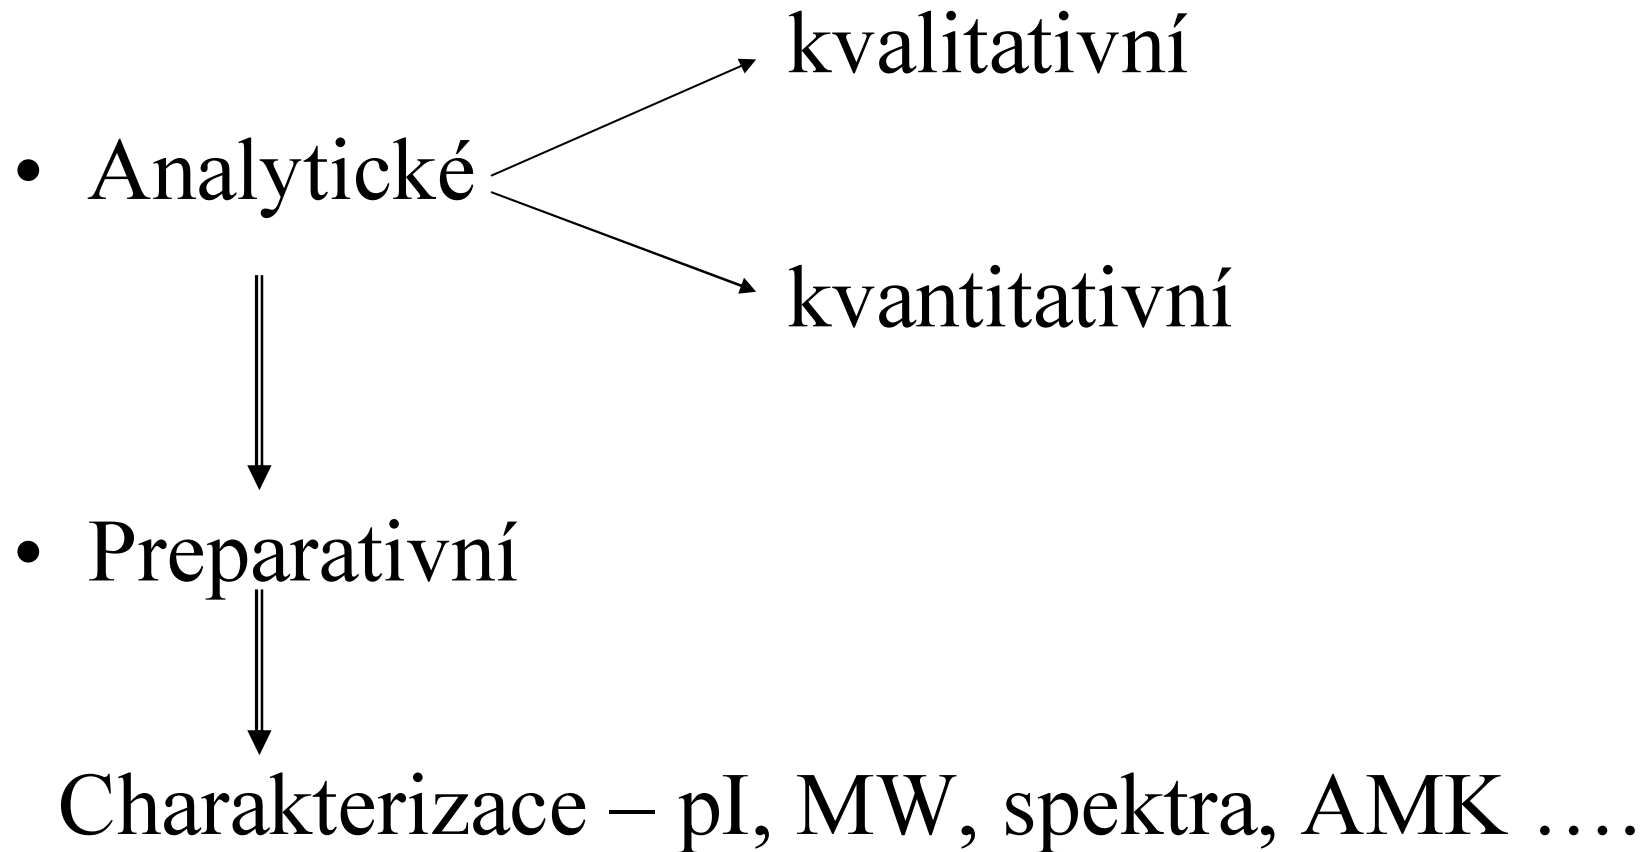 kvalitativní
• Analytické
kvantitativní
• Preparativní
Charakterizace – pI, MW, spektra, AMK ….